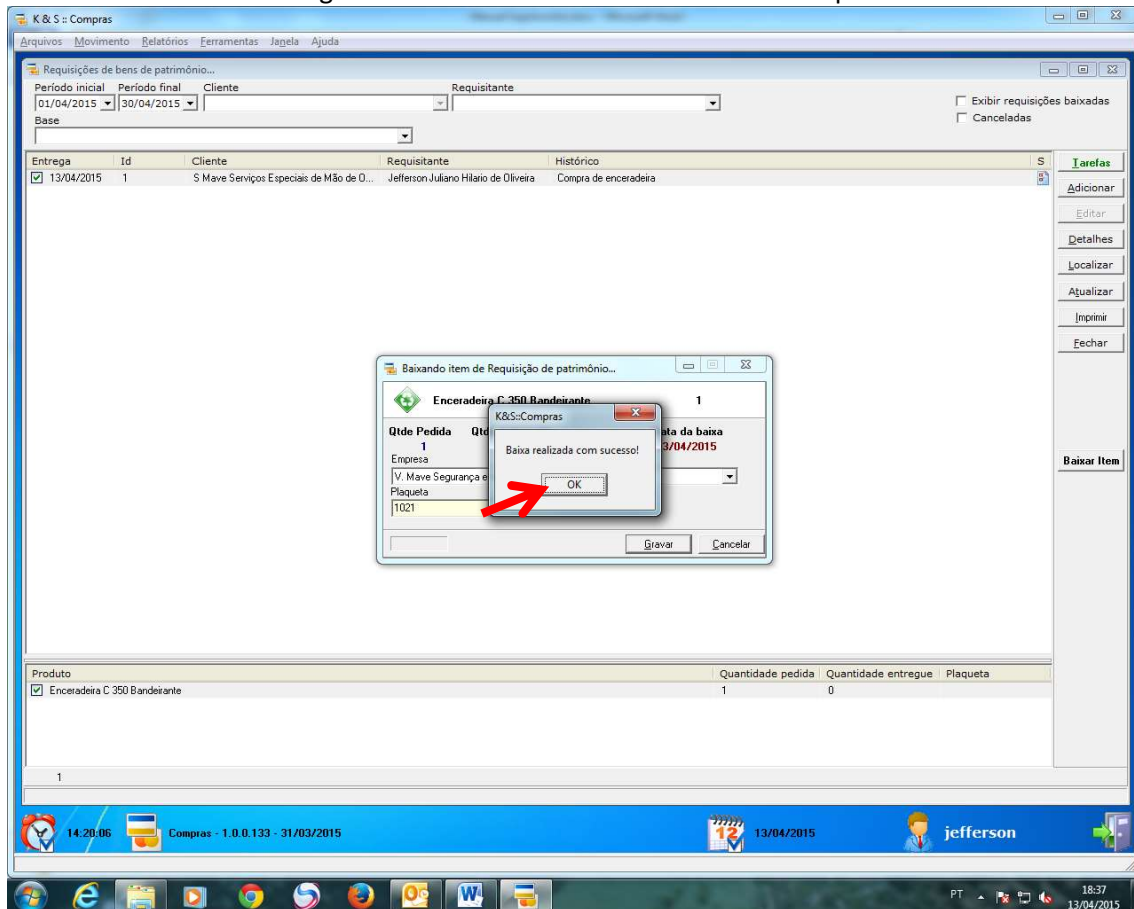 K & S :: Compras
Arquivos Movimento Relatórios Ferramentas Janela Ajuda
Requisições de bens de patrimônio...
Período inicial Período final Cliente Requisitante
01/04/2015 30/04/2015
Exibir requisições baixadas
Base
Canceladas
Entrega Id Cliente Requisitante Histórico S
13/04/2015 1 S Mave Serviços Especiais de Mão de O... Jefferson Juliano Hilario de Oliveira Compra de enceradeira
Tarefas
Adicionar
Editar
Detalhes
Localizar
Atualizar
Imprimir
Fechar
Baixar Item
Baixando item de Requisição de patrimônio...
Enceradeira C 350 Bandeirante 1
Qtde Pedida Qtd ata da baixa
1 3/04/2015
Empresa
V. Mave Segurança e
Plaqueta
1021
Gravar Cancelar
K&S::Compras
Baixa realizada com sucesso!
OK
Produto Quantidade pedida Quantidade entregue Plaqueta
Enceradeira C 350 Bandeirante 1 0
1
14:20:06 Compras - 1.0.0.133 - 31/03/2015 12 13/04/2015 jefferson
PT 18:37
13/04/2015